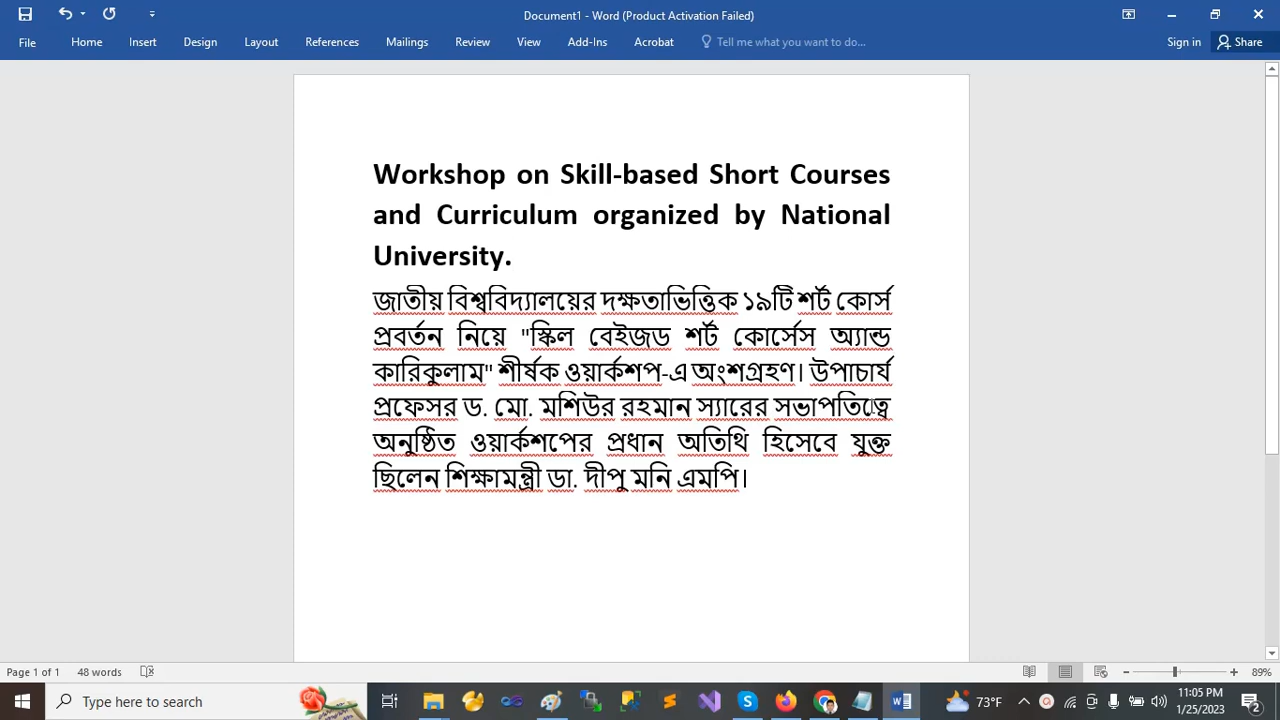 Document1 - Word (Product Activation Failed)
File Home Insert Design Layout References Mailings Review View Add-Ins Acrobat Tell me what you want to do... Sign in Share
Workshop on Skill-based Short Courses
and Curriculum organized by National
University.
জাতীয় বিশ্ববিদ্যালয়ের দক্ষতাভিত্তিক ১৯টি শর্ট কোর্স
প্রবর্তন নিয়ে "স্কিল বেইজড শর্ট কোর্সেস অ্যান্ড
কারিকুলাম" শীর্ষক ওয়ার্কশপ-এ অংশগ্রহণ। উপাচার্য
প্রফেসর ড. মো. মশিউর রহমান স্যারের সভাপতিত্বে
অনুষ্ঠিত ওয়ার্কশপের প্রধান অতিথি হিসেবে যুক্ত
ছিলেন শিক্ষামন্ত্রী ডা. দীপু মনি এমপি।
Page 1 of 1 48 words 89%
Type here to search 73°F 11:05 PM
1/25/2023 2